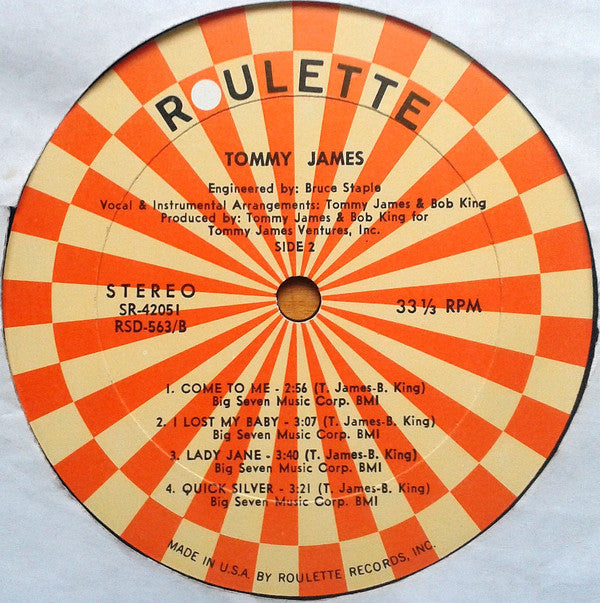 ROULETTE
TOMMY JAMES
Engineered by: Bruce Staple
Vocal & Instrumental Arrangements: Tommy James & Bob King
Produced by: Tommy James & Bob King for
Tommy James Ventures, Inc.
SIDE 2
STEREO
SR-42051
RSD-563/B
33 1/3 RPM
1. COME TO ME - 2:56 (T. James-B. King)
Big Seven Music Corp. BMI
2. I LOST MY BABY - 3:07 (T. James-B. King)
Big Seven Music Corp. BMI
3. LADY JANE - 3:40 (T. James-B. King)
Big Seven Music Corp. BMI
4. QUICK SILVER - 3:21 (T. James-B. King)
Big Seven Music Corp. BMI
MADE IN U.S.A. BY ROULETTE RECORDS, INC.